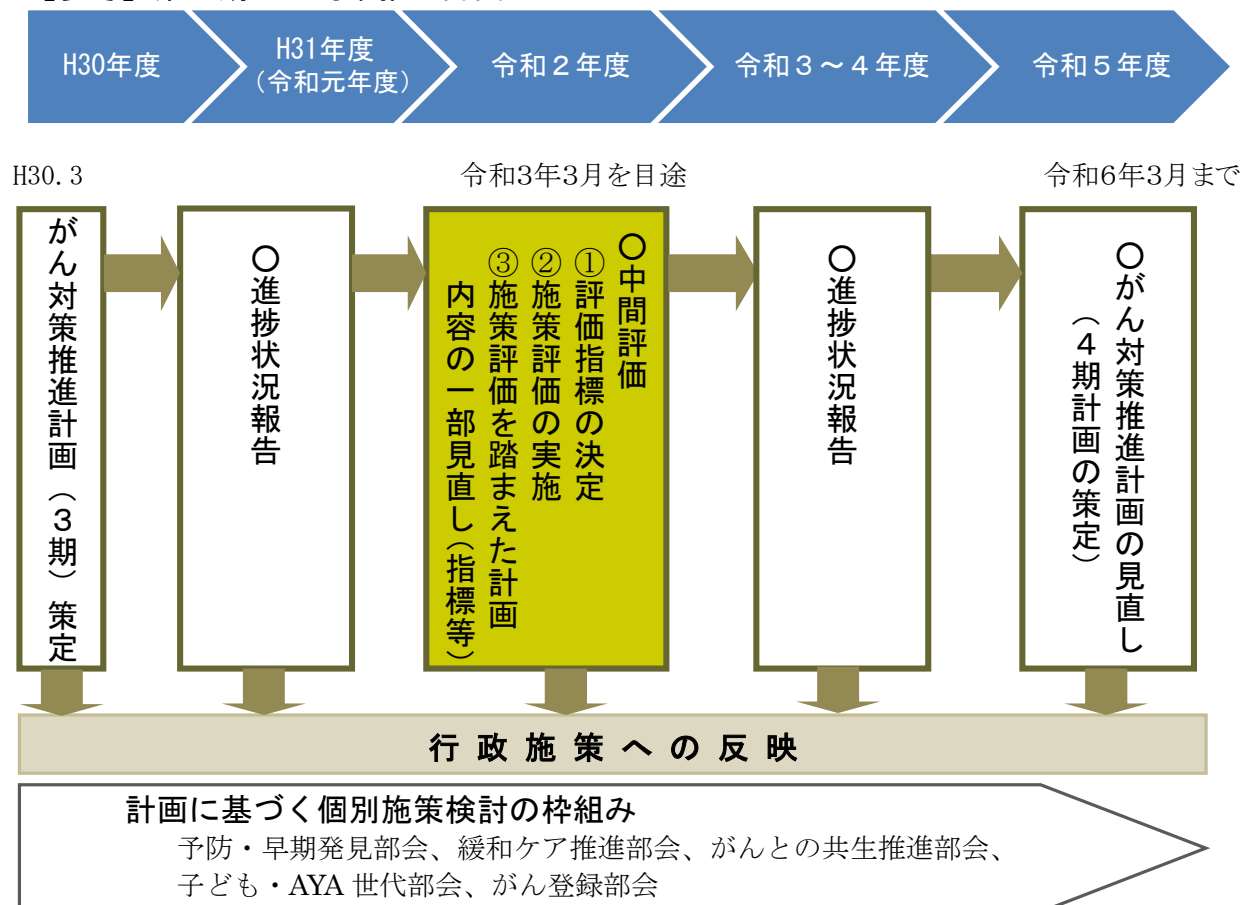 H30年度
H31年度
（令和元年度）
令和２年度
令和３～４年度
令和５年度
H30.3
令和3年3月を目途
令和6年3月まで
がん対策推進計画（３期）策定
〇進捗状況報告
〇中間評価
①評価指標の決定
②施策評価の実施
③施策評価を踏まえた計画
内容の一部見直し（指標等）
〇進捗状況報告
〇がん対策推進計画の見直し
（４期計画の策定）
行政施策への反映
計画に基づく個別施策検討の枠組み
予防・早期発見部会、緩和ケア推進部会、がんとの共生推進部会、
子ども・AYA 世代部会、がん登録部会